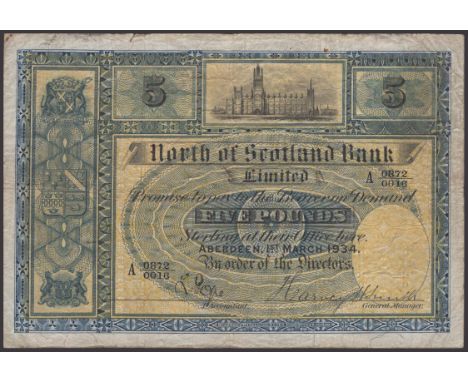 5
5
North of Scotland Bank
Limited
A 0872
0016
Promise to pay to the Bearer on Demand
FIVE POUNDS
Sterling at their Office here.
ABERDEEN, 1ST MARCH 1934.
By order of the Directors.
A 0872
0016
Accountant.
General Manager.